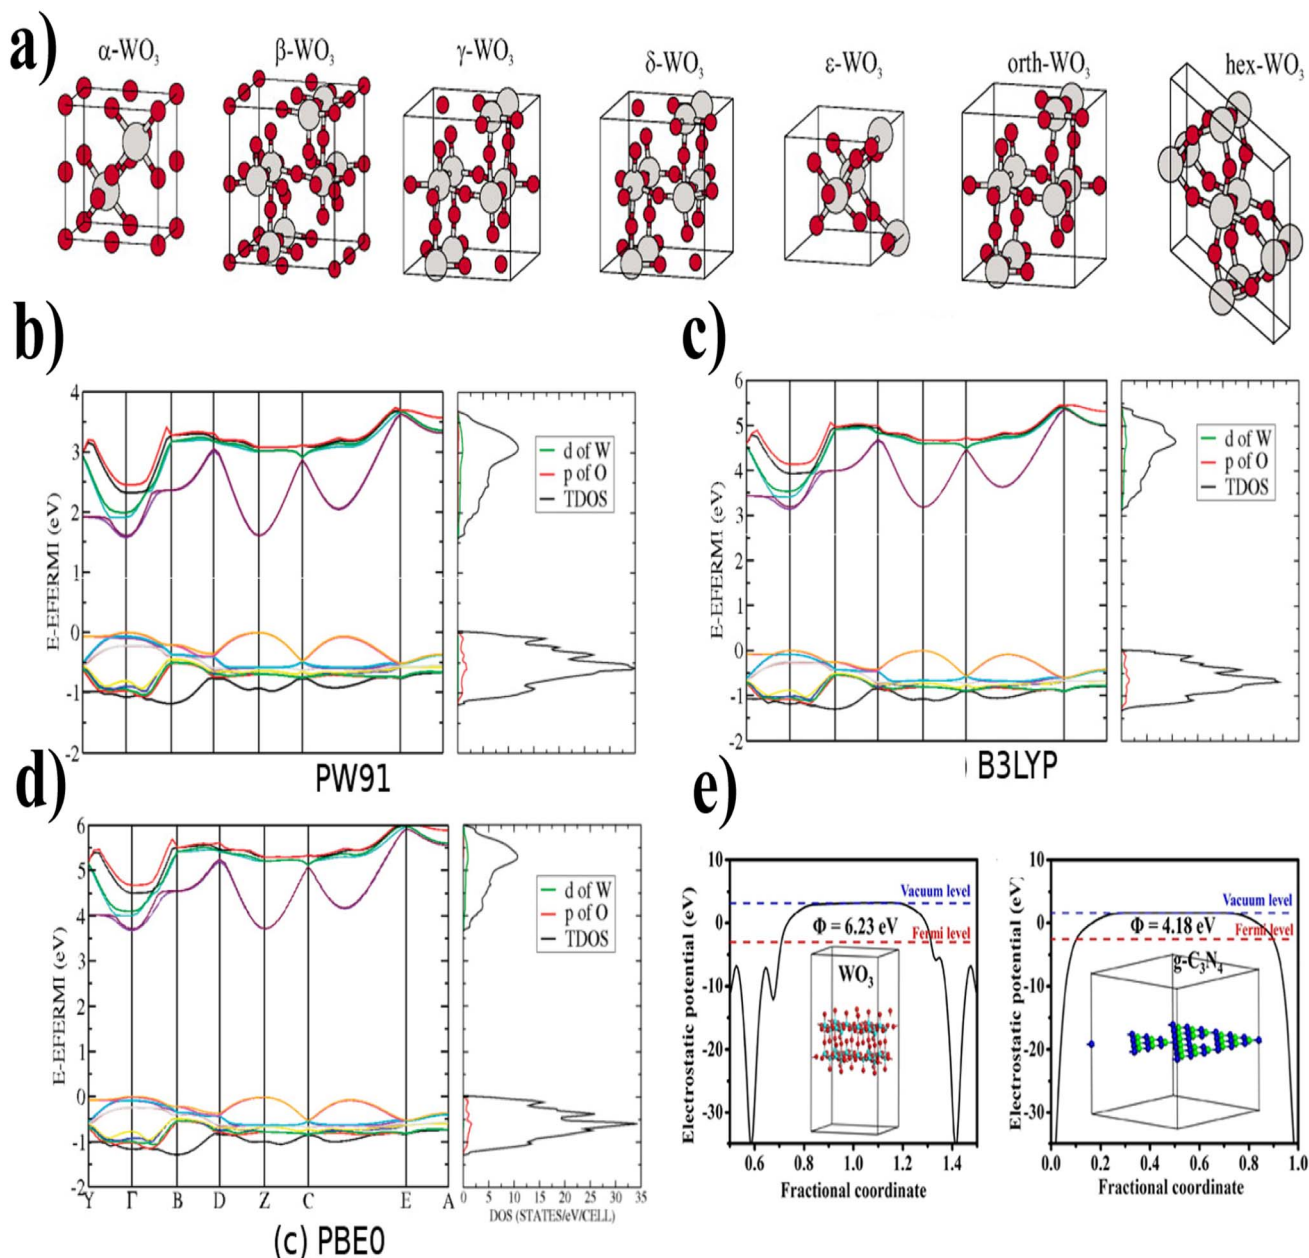 a)
α-WO₃
β-WO₃
γ-WO₃
δ-WO₃
ε-WO₃
orth-WO₃
hex-WO₃
b)
E-EFERMI (eV)
4
3
2
1
0
-1
-2
d of W
p of O
TDOS
PW91
c)
E-EFERMI (eV)
6
5
4
3
2
1
0
-1
-2
d of W
p of O
TDOS
) B3LYP
d)
E-EFERMI (eV)
6
5
4
3
2
1
0
-1
-2
Y Γ B D Z C E A
d of W
p of O
TDOS
0 5 10 15 20 25 30 35
DOS (STATES/eV/CELL)
(c) PBE0
e)
Electrostatic potential (eV)
10
0
-10
-20
-30
Vacuum level
Φ = 6.23 eV
Fermi level
WO₃
0.6 0.8 1.0 1.2 1.4
Fractional coordinate
Electrostatic potential (eV)
10
0
-10
-20
-30
Vacuum level
Φ = 4.18 eV
Fermi level
g-C₃N₄
0.0 0.2 0.4 0.6 0.8 1.0
Fractional coordinate